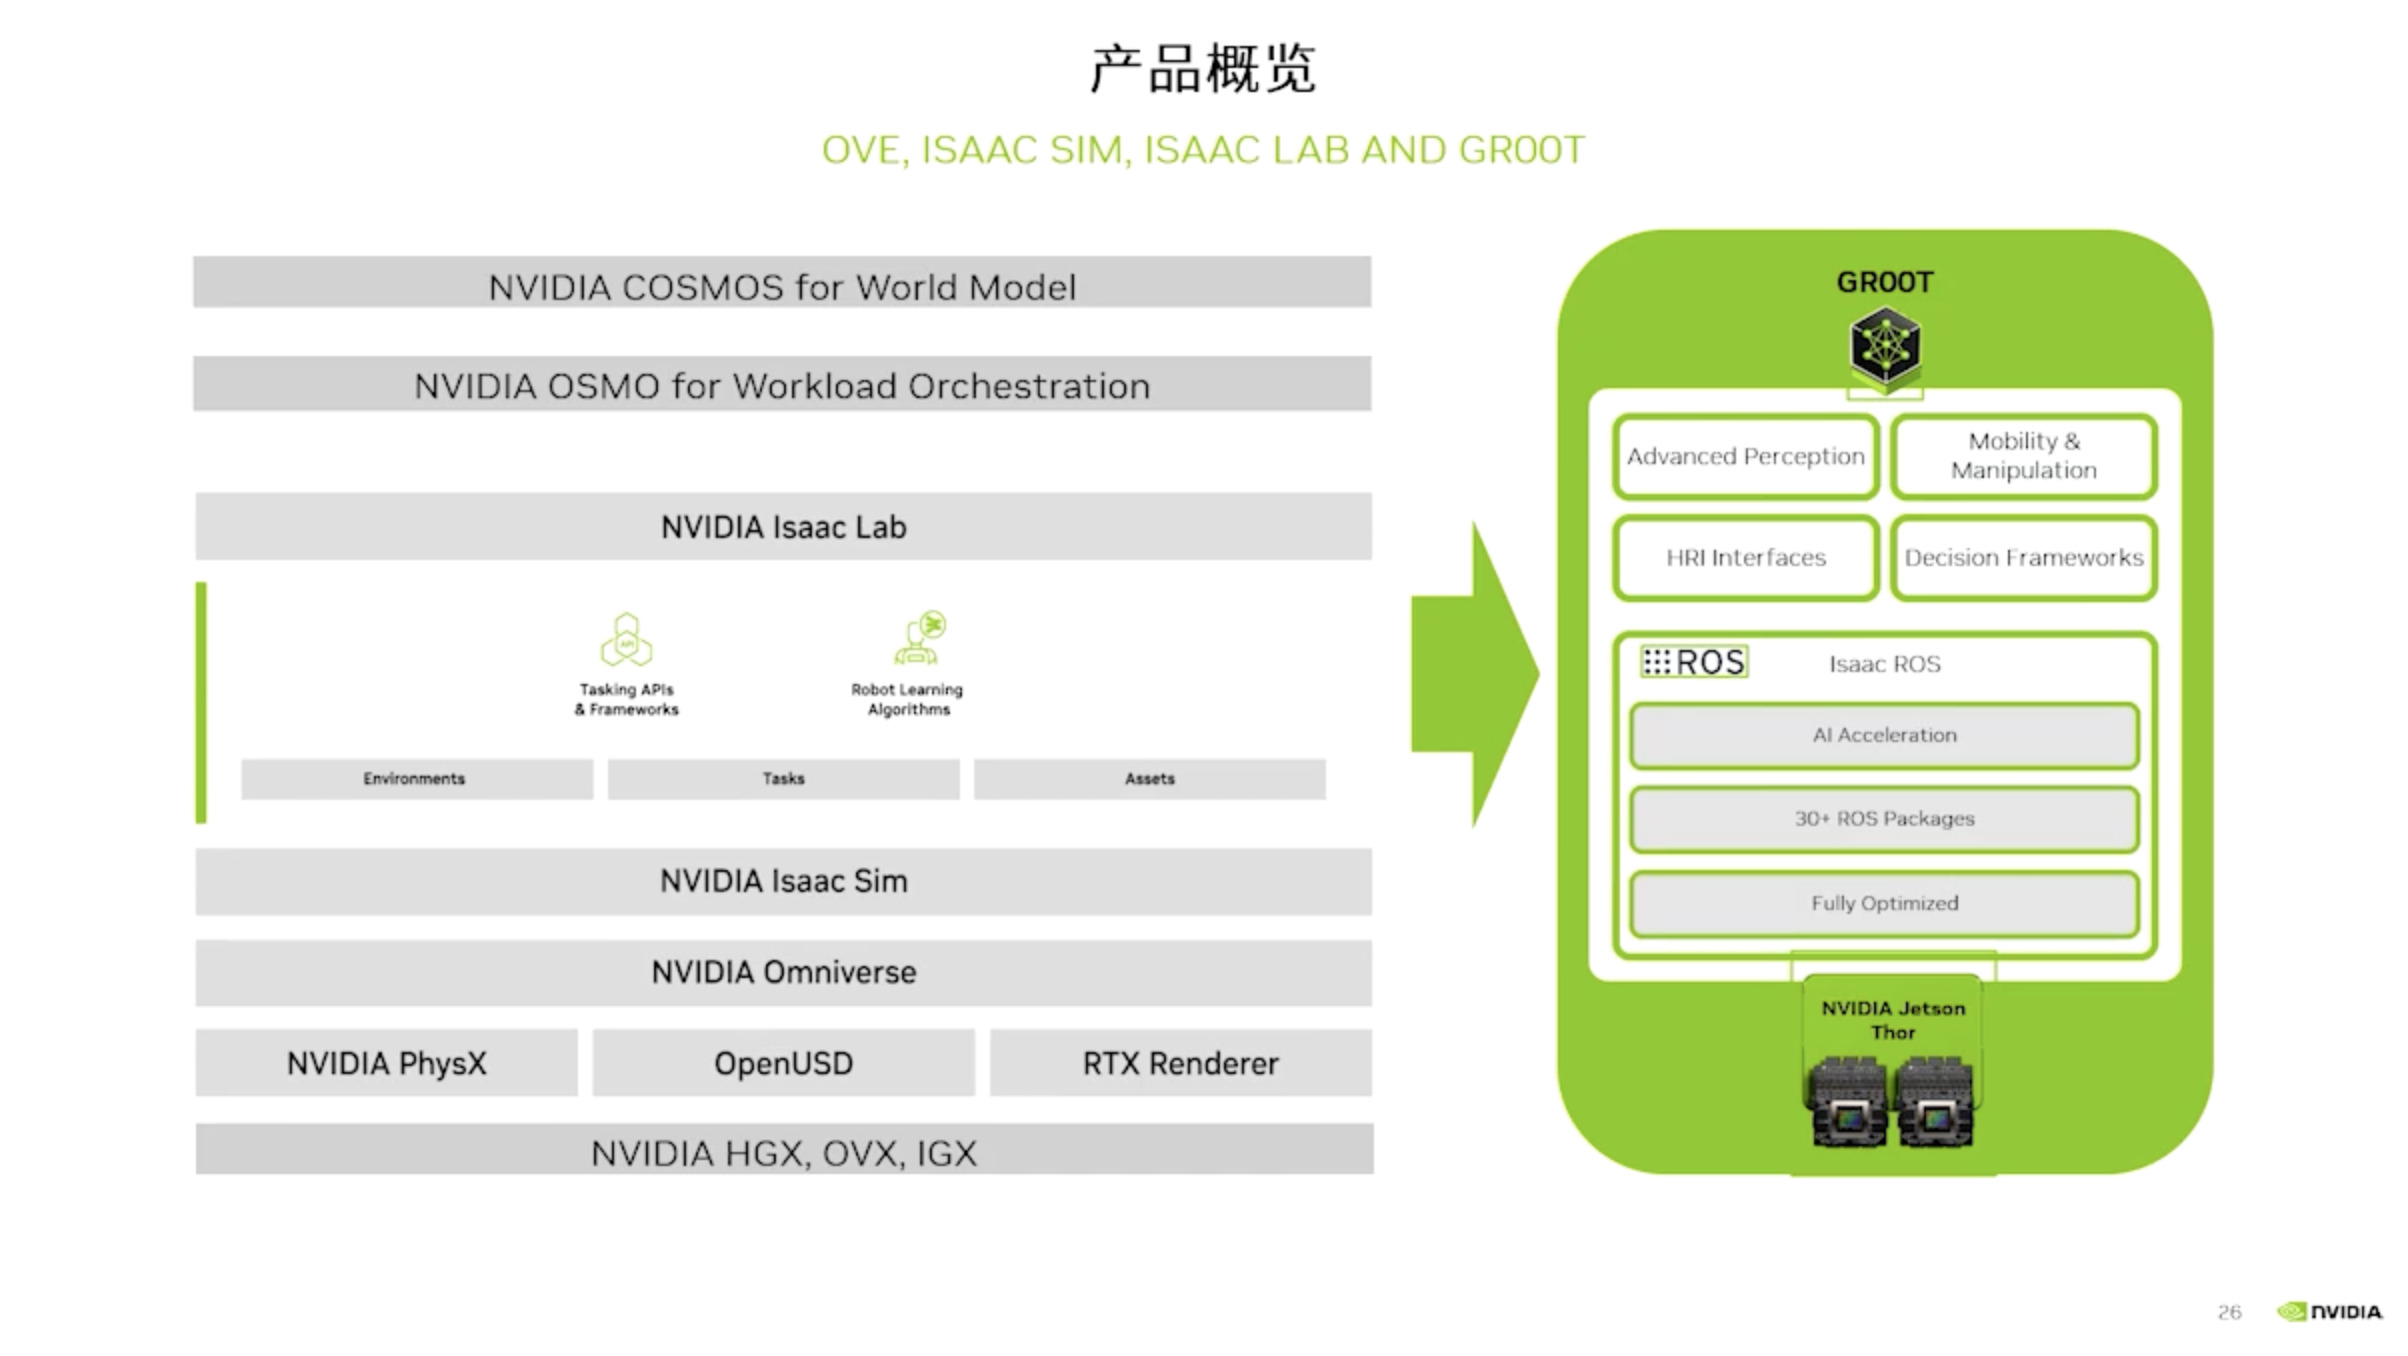 产品概览
OVE, ISAAC SIM, ISAAC LAB AND GR00T
NVIDIA COSMOS for World Model
NVIDIA OSMO for Workload Orchestration
NVIDIA Isaac Lab
API
Tasking APIs
& Frameworks
Robot Learning
Algorithms
Environments
Tasks
Assets
NVIDIA Isaac Sim
NVIDIA Omniverse
NVIDIA PhysX
OpenUSD
RTX Renderer
NVIDIA HGX, OVX, IGX
GR00T
Advanced Perception
Mobility &
Manipulation
HRI Interfaces
Decision Frameworks
ROS
Isaac ROS
AI Acceleration
30+ ROS Packages
Fully Optimized
NVIDIA Jetson
Thor
26
NVIDIA